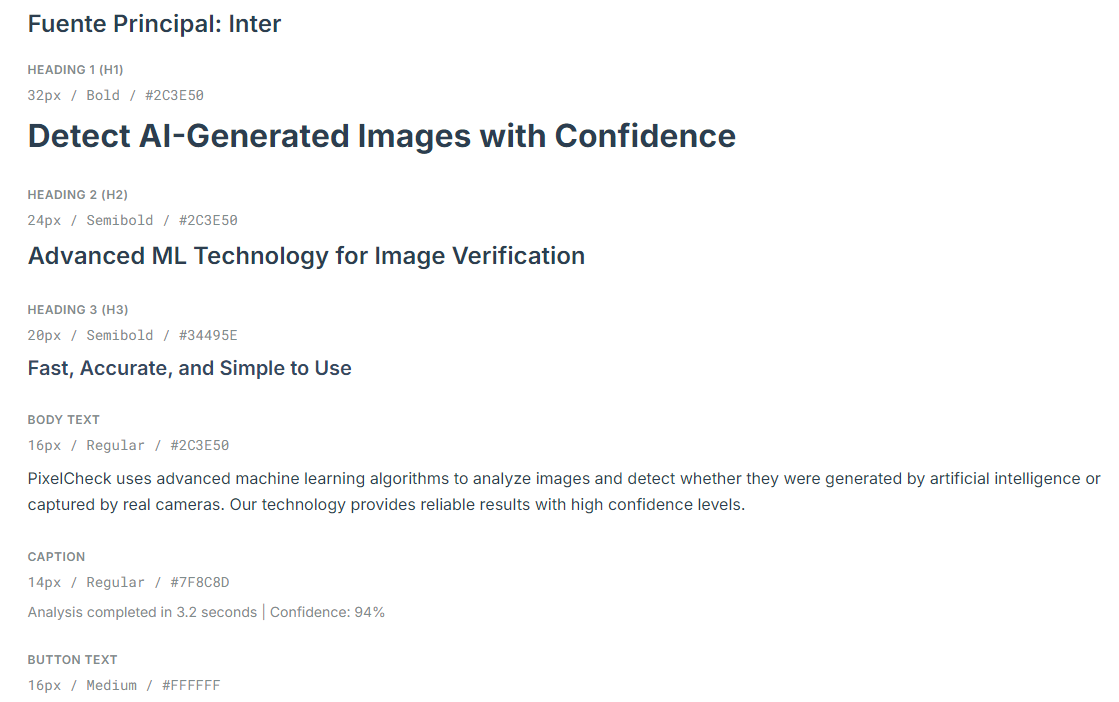 Fuente Principal: Inter
HEADING 1 (H1)
32px / Bold / #2C3E50
Detect AI-Generated Images with Confidence
HEADING 2 (H2)
24px / Semibold / #2C3E50
Advanced ML Technology for Image Verification
HEADING 3 (H3)
20px / Semibold / #34495E
Fast, Accurate, and Simple to Use
BODY TEXT
16px / Regular / #2C3E50
PixelCheck uses advanced machine learning algorithms to analyze images and detect whether they were generated by artificial intelligence or
captured by real cameras. Our technology provides reliable results with high confidence levels.
CAPTION
14px / Regular / #7F8C8D
Analysis completed in 3.2 seconds | Confidence: 94%
BUTTON TEXT
16px / Medium / #FFFFFF